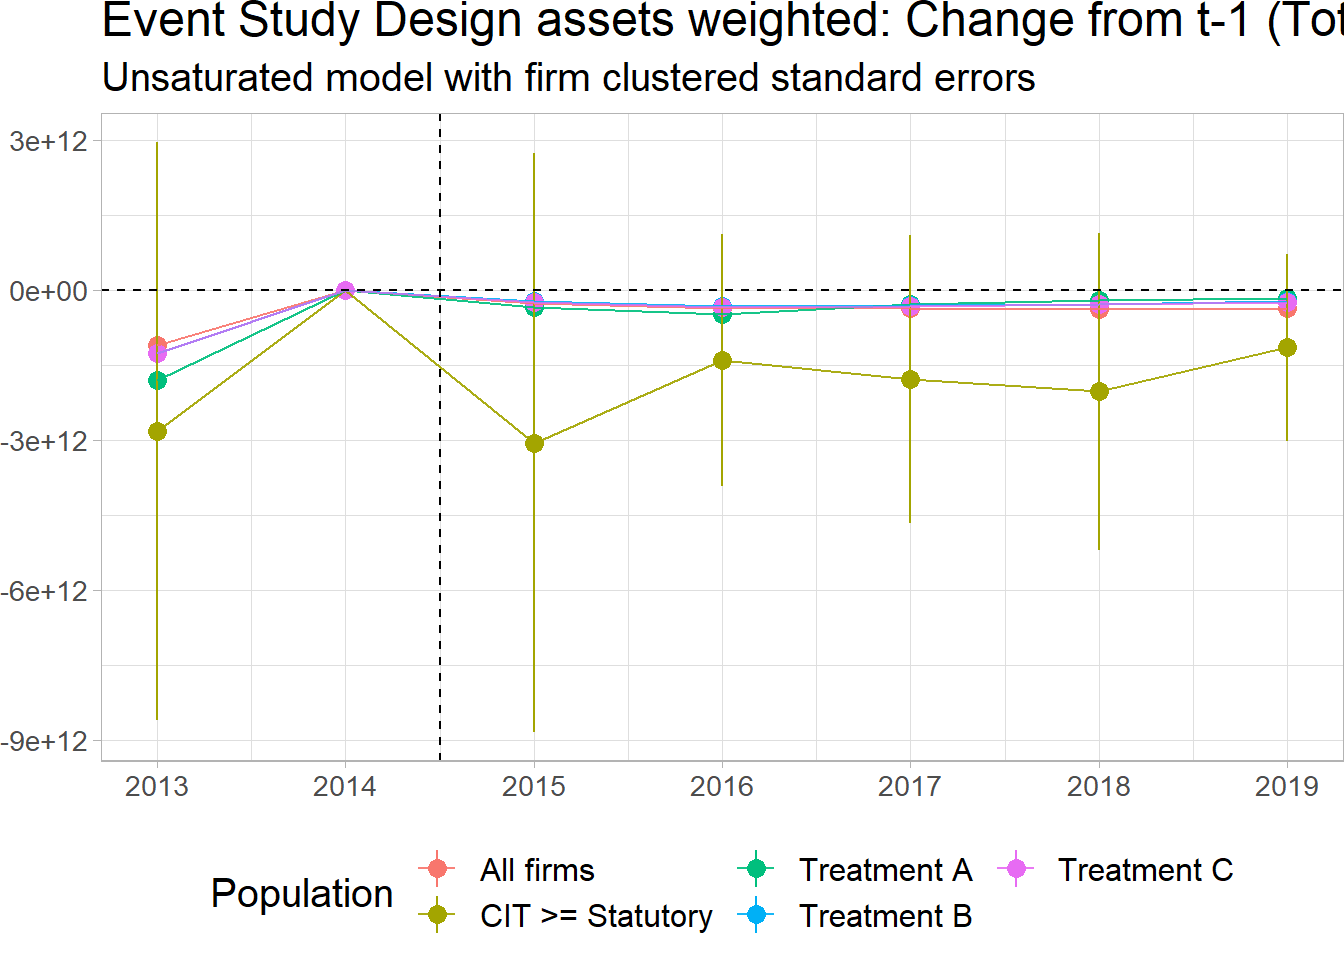 Event Study Design assets weighted: Change from t-1 (Tot
Unsaturated model with firm clustered standard errors
3e+12
0e+00
-3e+12
-6e+12
-9e+12
2013 2014 2015 2016 2017 2018 2019
Population
All firms Treatment A Treatment C
CIT >= Statutory Treatment B